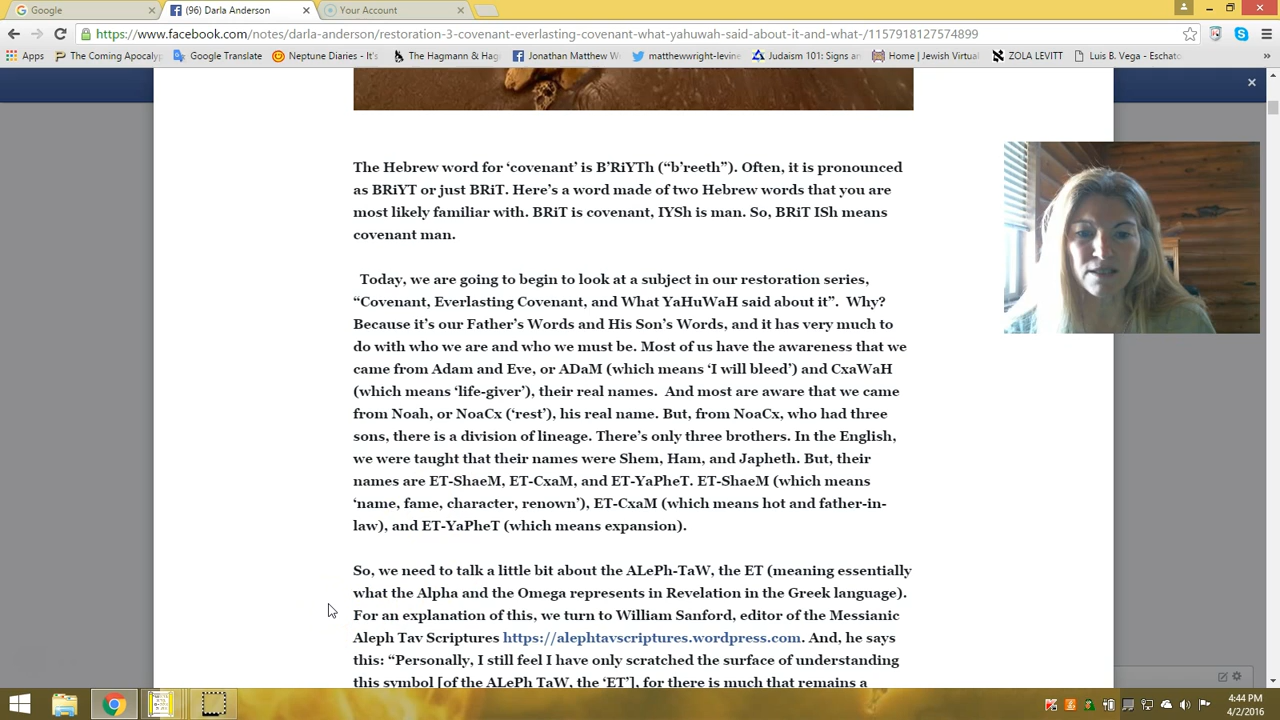 Google
(96) Darla Anderson
Your Account
https://www.facebook.com/notes/darla-anderson/restoration-3-covenant-everlasting-covenant-what-yahuwah-said-about-it-and-what-/1157918127574899
Apps The Coming Apocalyp Google Translate Neptune Diaries: T The Hagmann & Hag Jonathan Matthew W matthewwright-levine Judaism 101: Signs an Home | Jewish Virtual ZOLA LEVITT Luis B. Vega - Eschato
The Hebrew word for ‘covenant’ is B’RiYTh (“b’reeth”). Often, it is pronounced
as BRiYT or just BRiT. Here’s a word made of two Hebrew words that you are
most likely familiar with. BRiT is covenant, IYSh is man. So, BRiT ISh means
covenant man.
Today, we are going to begin to look at a subject in our restoration series,
“Covenant, Everlasting Covenant, and What YaHuWaH said about it”. Why?
Because it’s our Father’s Words and His Son’s Words, and it has very much to
do with who we are and who we must be. Most of us have the awareness that we
came from Adam and Eve, or ADaM (which means ‘I will bleed’) and CxaWaH
(which means ‘life-giver’), their real names. And most are aware that we came
from Noah, or NoaCx (‘rest’), his real name. But, from NoaCx, who had three
sons, there is a division of lineage. There’s only three brothers. In the English,
we were taught that their names were Shem, Ham, and Japheth. But, their
names are ET-ShaeM, ET-CxaM, and ET-YaPheT. ET-ShaeM (which means
‘name, fame, character, renown’), ET-CxaM (which means hot and father-in-
law), and ET-YaPheT (which means expansion).
So, we need to talk a little bit about the ALePh-TaW, the ET (meaning essentially
what the Alpha and the Omega represents in Revelation in the Greek language).
For an explanation of this, we turn to William Sanford, editor of the Messianic
Aleph Tav Scriptures https://alephtavscriptures.wordpress.com. And, he says
this: “Personally, I still feel I have only scratched the surface of understanding
this symbol [of the ALePh TaW, the ‘ET’], for there is much that remains a
4:44 PM
4/2/2016